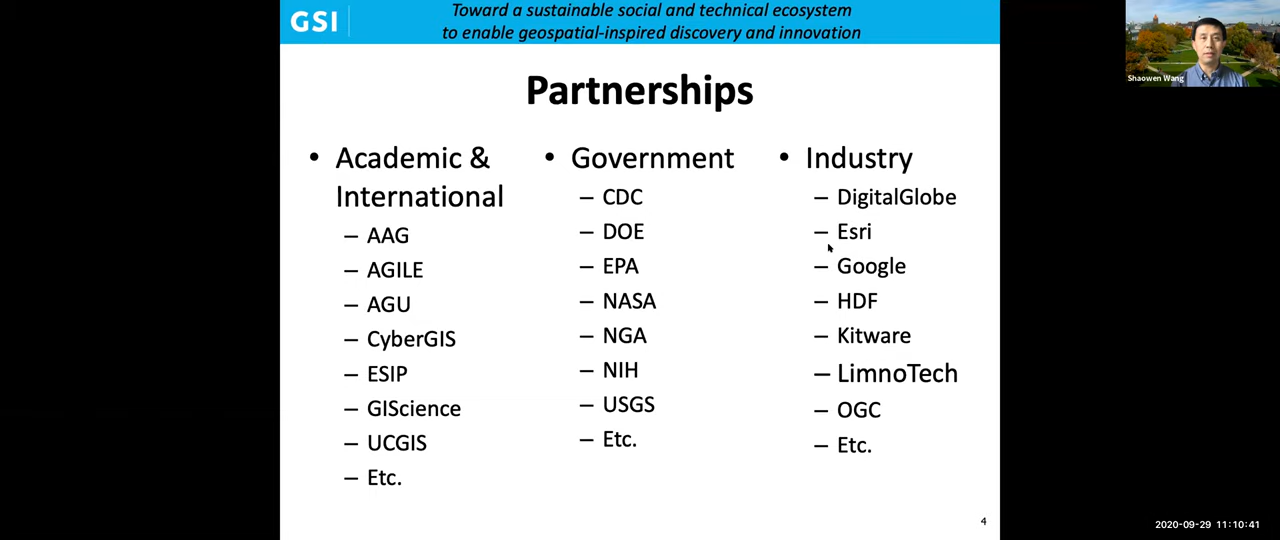 GSI
Toward a sustainable social and technical ecosystem
to enable geospatial-inspired discovery and innovation
Shaowen Wang
Partnerships
• Academic &
International
– AAG
– AGILE
– AGU
– CyberGIS
– ESIP
– GIScience
– UCGIS
– Etc.
• Government
– CDC
– DOE
– EPA
– NASA
– NGA
– NIH
– USGS
– Etc.
• Industry
– DigitalGlobe
– Esri
– Google
– HDF
– Kitware
– LimnoTech
– OGC
– Etc.
4
2020-09-29 11:10:41